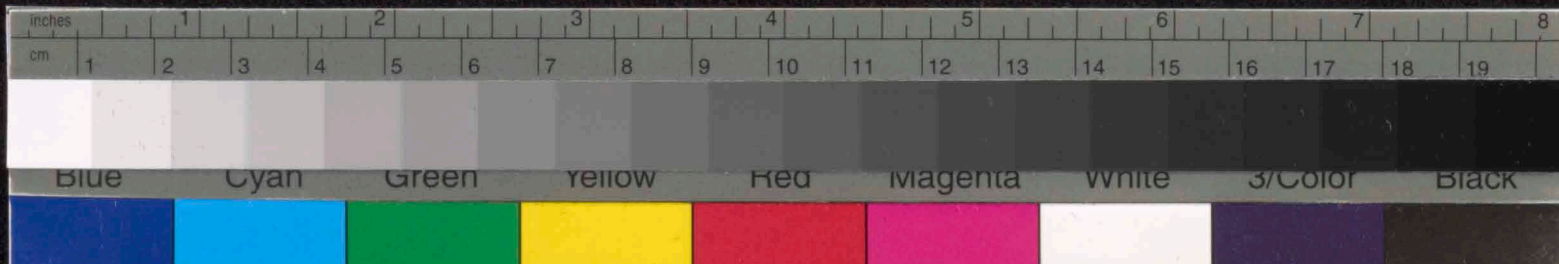 inches 1 2 3 4 5 6 7 8
cm 1 2 3 4 5 6 7 8 9 10 11 12 13 14 15 16 17 18 19
Blue Cyan Green Yellow Red Magenta White 3/Color Black